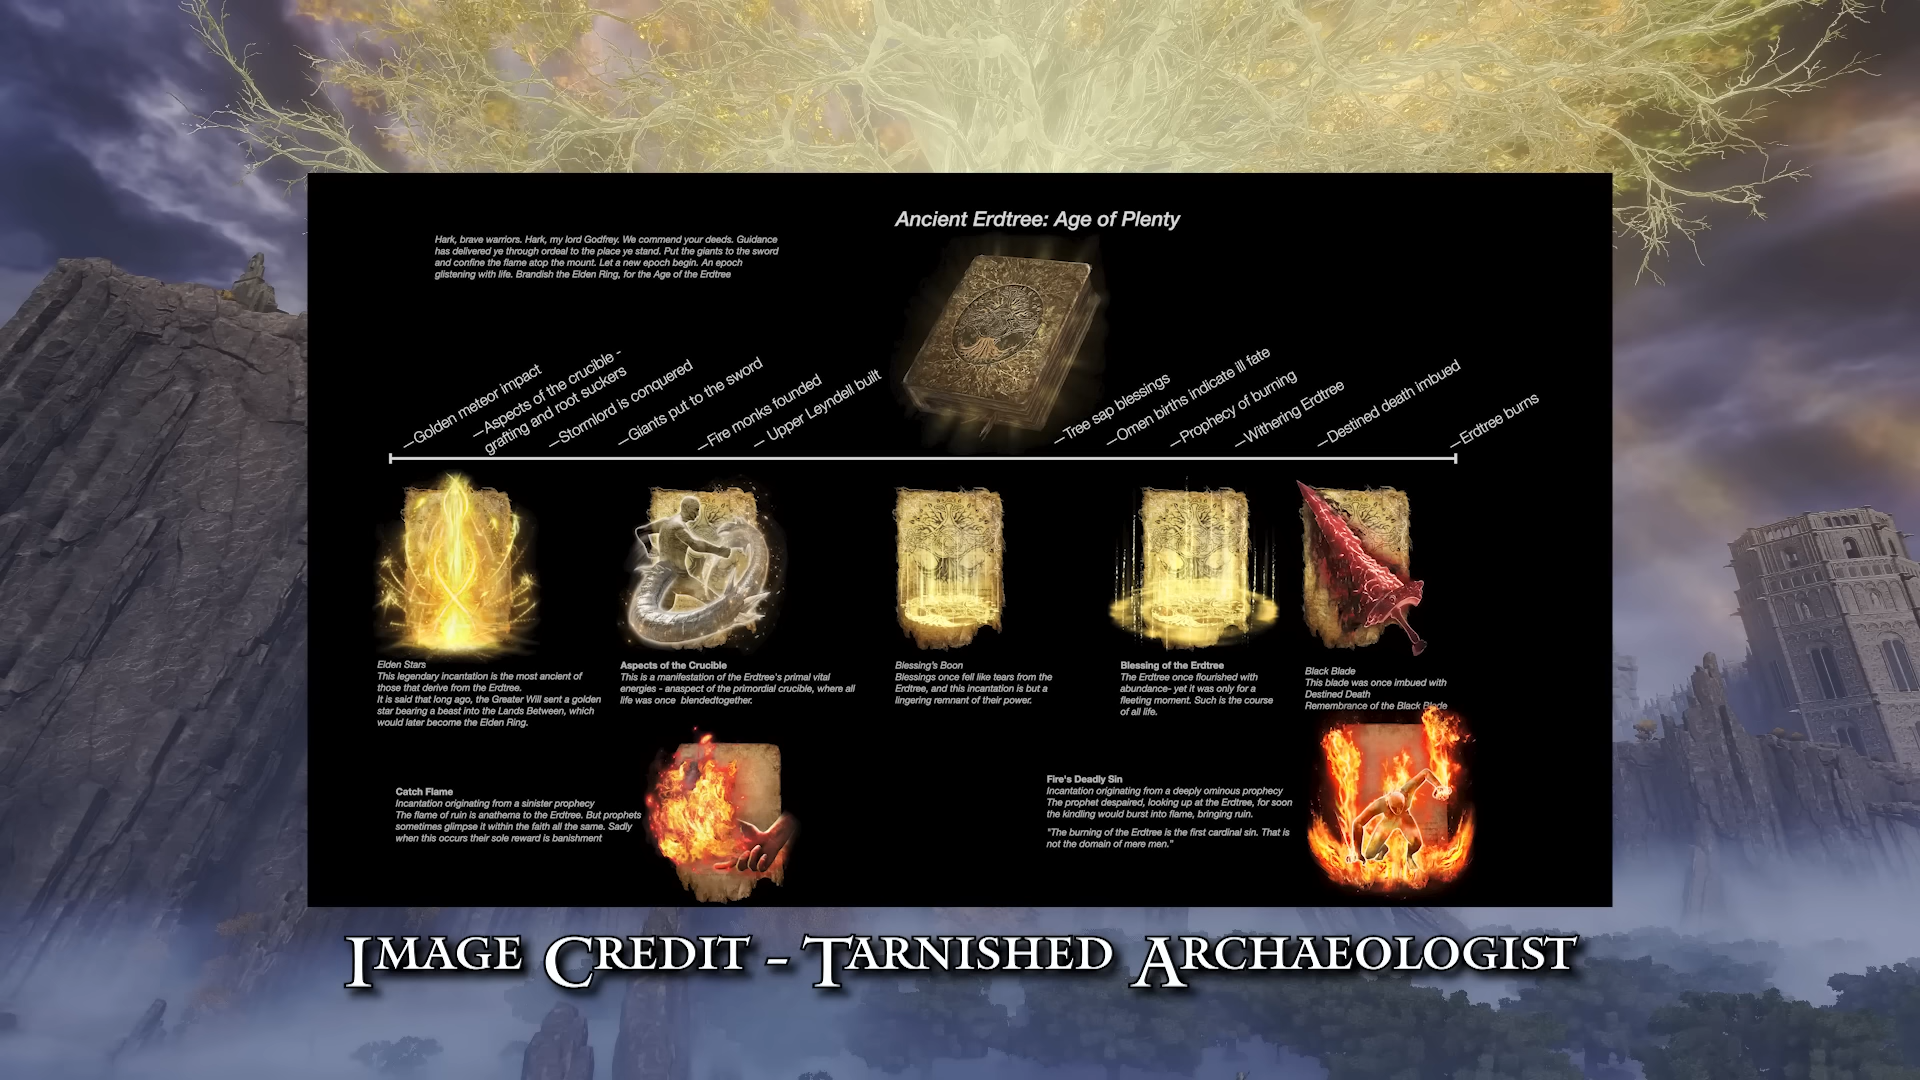 Ancient Erdtree: Age of Plenty
Hark, brave warriors. Hark, my lord Godfrey. We commend your deeds. Guidance
has delivered ye through ordeal to the place ye stand. Put the giants to the sword
and confine the flame atop the mount. Let a new epoch begin. An epoch
glistening with life. Brandish the Elden Ring, for the Age of the Erdtree
—Golden meteor impact
—Aspects of the crucible -
grafting and root suckers
—Stormlord is conquered
—Giants put to the sword
—Fire monks founded
— Upper Leyndell built
—Tree sap blessings
—Omen births indicate ill fate
—Prophecy of burning
—Withering Erdtree
—Destined death imbued
—Erdtree burns
Elden Stars
This legendary incantation is the most ancient of
those that derive from the Erdtree.
It is said that long ago, the Greater Will sent a golden
star bearing a beast into the Lands Between, which
would later become the Elden Ring.
Aspects of the Crucible
This is a manifestation of the Erdtree's primal vital
energies - anaspect of the primordial crucible, where all
life was once blendedtogether.
Blessing's Boon
Blessings once fell like tears from the
Erdtree, and this incantation is but a
lingering remnant of their power.
Blessing of the Erdtree
The Erdtree once flourished with
abundance- yet it was only for a
fleeting moment. Such is the course
of all life.
Black Blade
This blade was once imbued with
Destined Death
Remembrance of the Black Blade
Catch Flame
Incantation originating from a sinister prophecy
The flame of ruin is anathema to the Erdtree. But prophets
sometimes glimpse it within the faith all the same. Sadly
when this occurs their sole reward is banishment
Fire's Deadly Sin
Incantation originating from a deeply ominous prophecy
The prophet despaired, looking up at the Erdtree, for soon
the kindling would burst into flame, bringing ruin.
"The burning of the Erdtree is the first cardinal sin. That is
not the domain of mere men."
Image Credit - Tarnished Archaeologist